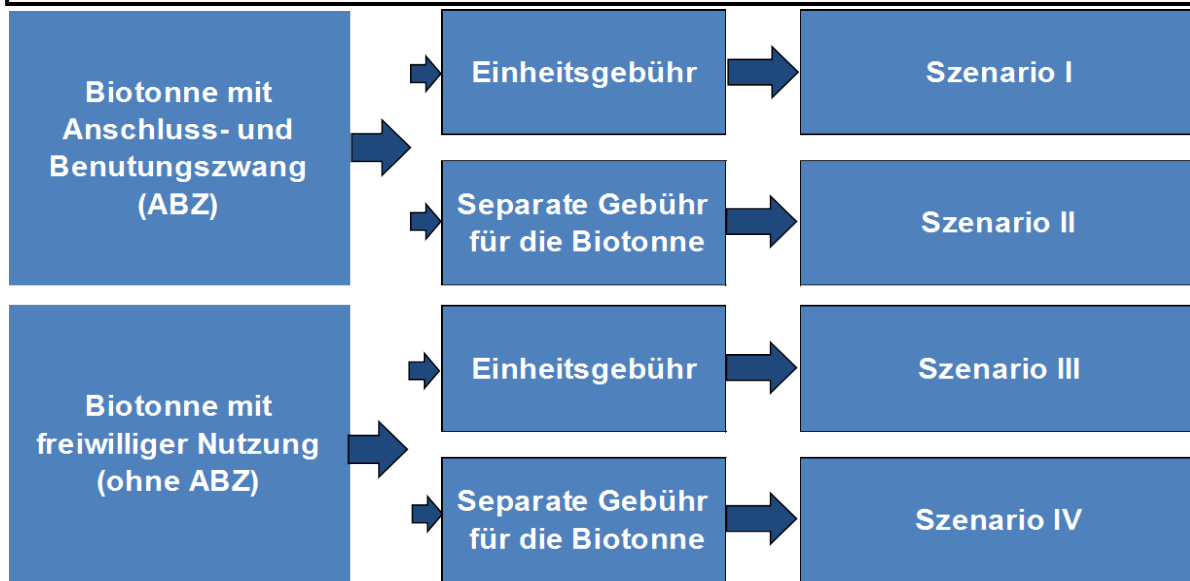 Biotonne mit
Anschluss- und
Benutungszwang
(ABZ)
Einheitsgebühr
Szenario I
Separate Gebühr
für die Biotonne
Szenario II
Biotonne mit
freiwilliger Nutzung
(ohne ABZ)
Einheitsgebühr
Szenario III
Separate Gebühr
für die Biotonne
Szenario IV